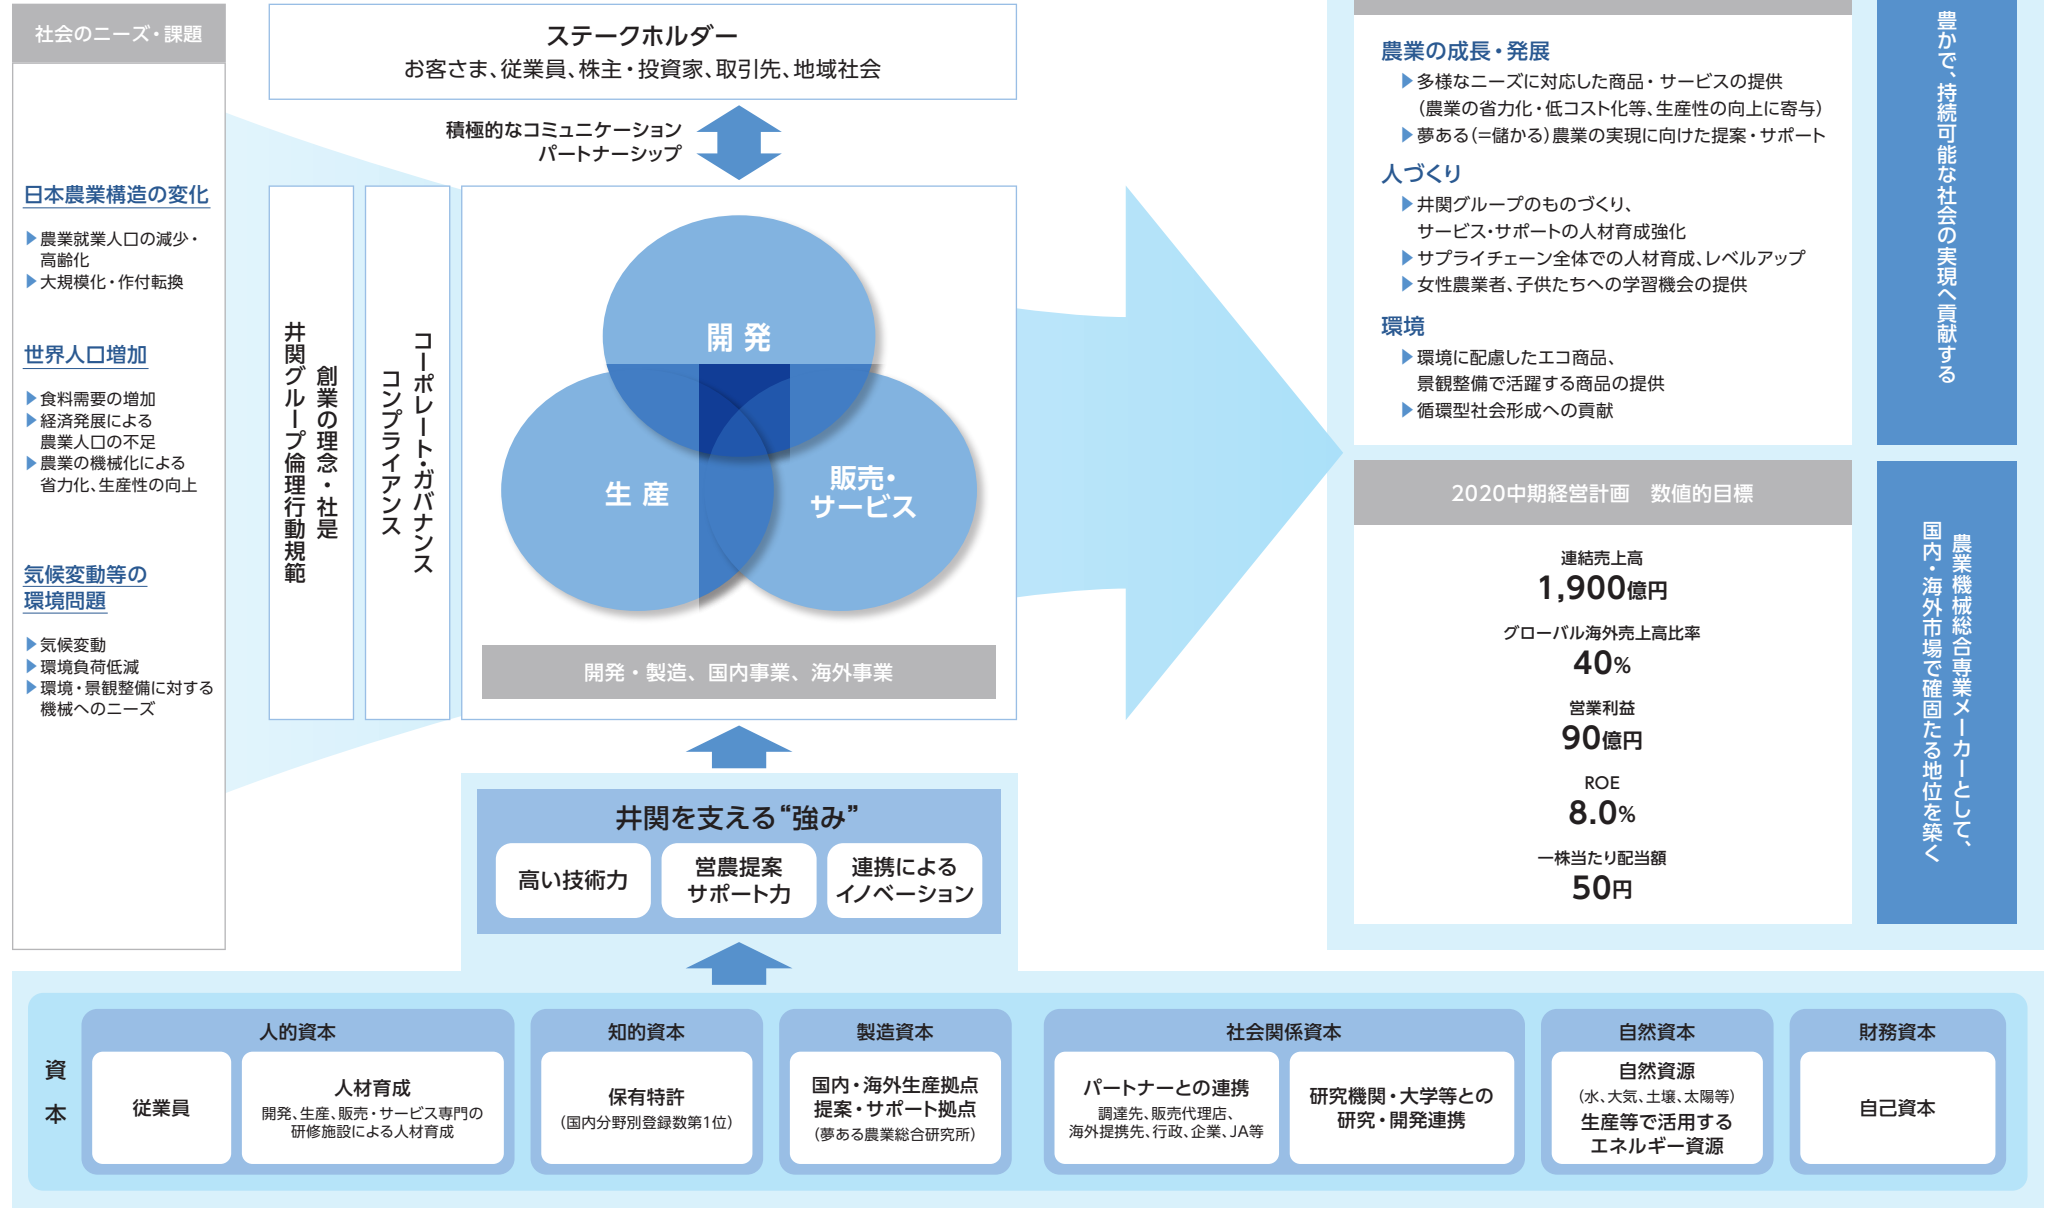 社会のニーズ・課題
日本農業構造の変化
▶農業就業人口の減少・
高齢化
▶大規模化・作付転換
世界人口増加
▶食料需要の増加
▶経済発展による
農業人口の不足
▶農業の機械化による
省力化、生産性の向上
気候変動等の
環境問題
▶気候変動
▶環境負荷低減
▶環境・景観整備に対する
機械へのニーズ
ステークホルダー
お客さま、従業員、株主・投資家、取引先、地域社会
積極的なコミュニケーション
パートナーシップ
創業の理念・社是
井関グループ倫理行動規範
コーポレート・ガバナンス
コンプライアンス
開発
生産
販売・
サービス
開発・製造、国内事業、海外事業
井関を支える“強み”
高い技術力
営農提案
サポート力
連携による
イノベーション
農業の成長・発展
▶多様なニーズに対応した商品・サービスの提供
（農業の省力化・低コスト化等、生産性の向上に寄与）
▶夢ある（=儲かる）農業の実現に向けた提案・サポート
人づくり
▶井関グループのものづくり、
サービス・サポートの人材育成強化
▶サプライチェーン全体での人材育成、レベルアップ
▶女性農業者、子供たちへの学習機会の提供
環境
▶環境に配慮したエコ商品、
景観整備で活躍する商品の提供
▶循環型社会形成への貢献
豊かで、持続可能な社会の実現へ貢献する
2020中期経営計画　数値的目標
連結売上高
1,900億円
グローバル海外売上高比率
40%
営業利益
90億円
ROE
8.0%
一株当たり配当額
50円
農業機械総合専業メーカーとして、
国内・海外市場で確固たる地位を築く
資本
人的資本
従業員
人材育成
開発、生産、販売・サービス専門の
研修施設による人材育成
知的資本
保有特許
（国内分野別登録数第1位）
製造資本
国内・海外生産拠点
提案・サポート拠点
（夢ある農業総合研究所）
社会関係資本
パートナーとの連携
調達先、販売代理店、
海外提携先、行政、企業、JA等
研究機関・大学等との
研究・開発連携
自然資本
自然資源
（水、大気、土壌、太陽等）
生産等で活用する
エネルギー資源
財務資本
自己資本